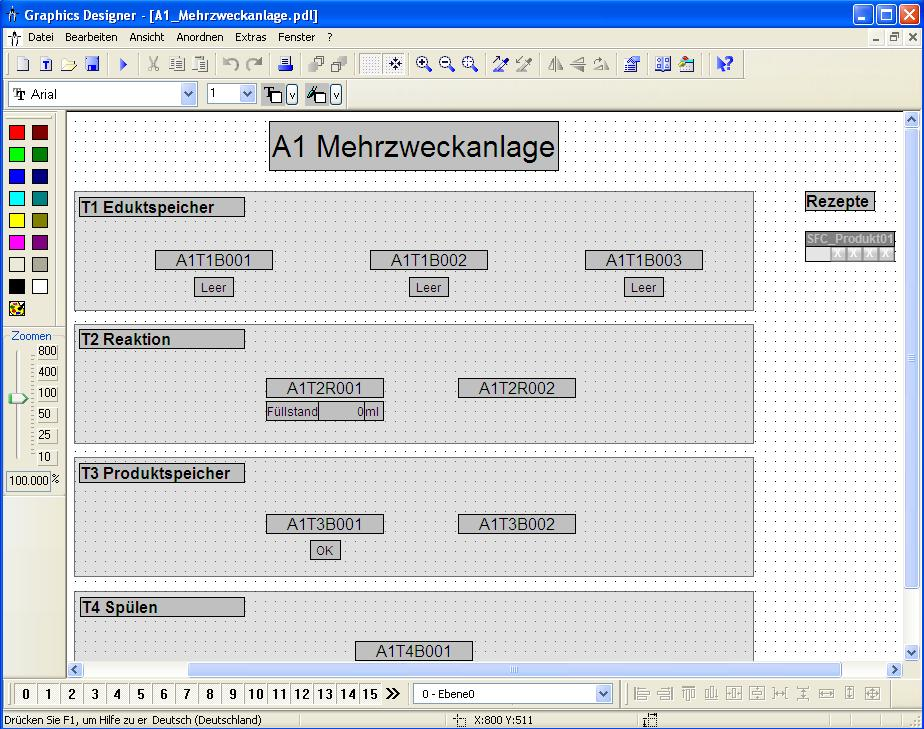 Graphics Designer - [A1_Mehrzweckanlage.pdl]
Datei Bearbeiten Ansicht Anordnen Extras Fenster ?
Arial 1
A1 Mehrzweckanlage
T1 Eduktspeicher
Rezepte
SFC_Produkt01
X X X X
A1T1B001 A1T1B002 A1T1B003
Leer Leer Leer
T2 Reaktion
A1T2R001 A1T2R002
Füllstand 0 ml
T3 Produktspeicher
A1T3B001 A1T3B002
OK
T4 Spülen
A1T4B001
Zoomen
800
400
100
50
25
10
100.000 %
0 1 2 3 4 5 6 7 8 9 10 11 12 13 14 15 0 - Ebene0
Drücken Sie F1, um Hilfe zu er Deutsch (Deutschland) X:800 Y:511